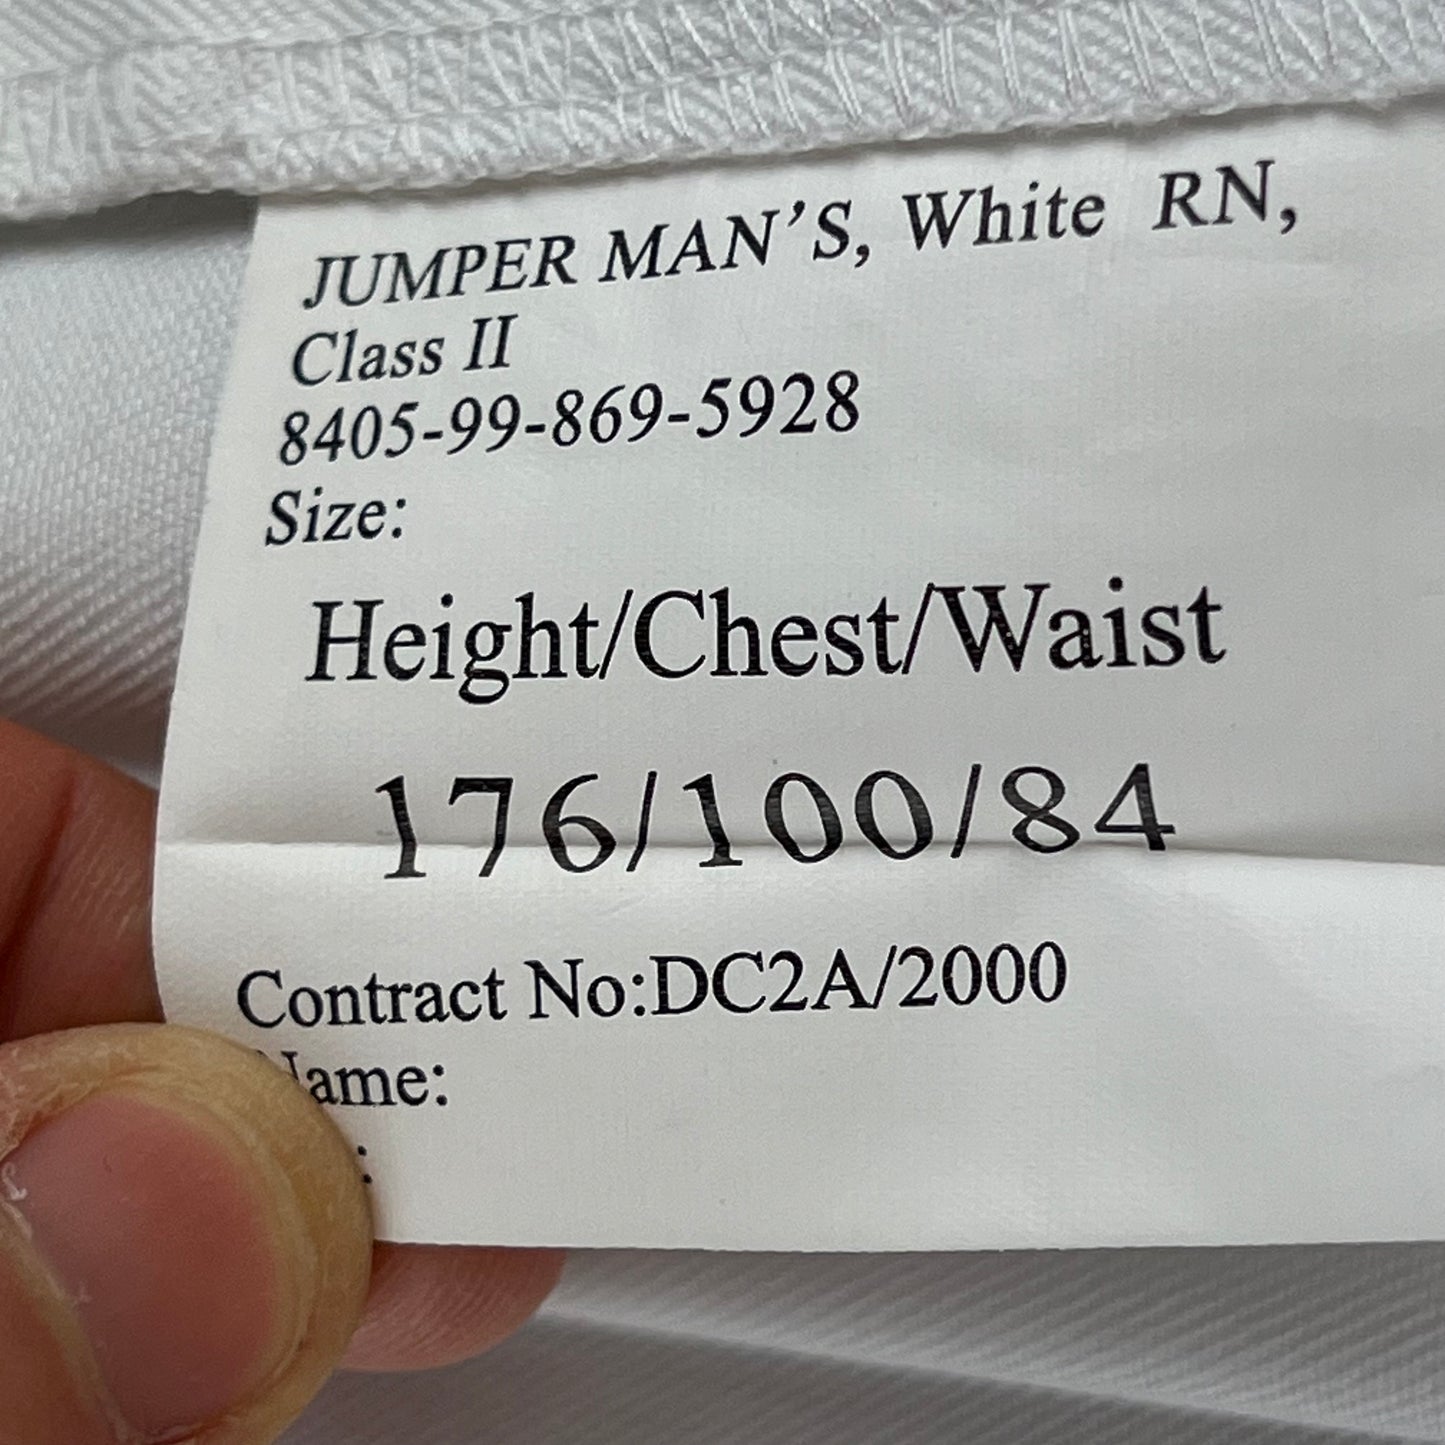 JUMPER MAN'S, White RN,
Class II
8405-99-869-5928
Size:
Height/Chest/Waist
176/100/84
Contract No:DC2A/2000
Name:
: